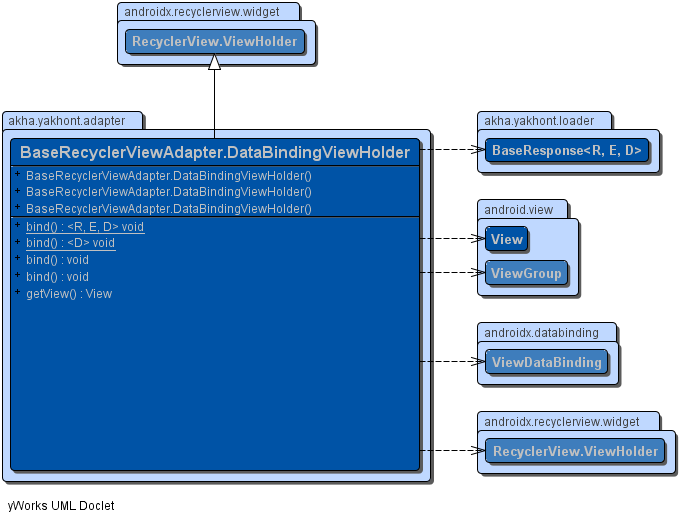 androidx.recyclerview.widget
RecyclerView.ViewHolder
akha.yakhont.adapter
BaseRecyclerViewAdapter.DataBindingViewHolder
+ BaseRecyclerViewAdapter.DataBindingViewHolder()
+ BaseRecyclerViewAdapter.DataBindingViewHolder()
+ BaseRecyclerViewAdapter.DataBindingViewHolder()
+ bind() : <R, E, D> void
+ bind() : <D> void
+ bind() : void
+ bind() : void
+ getView() : View
akha.yakhont.loader
BaseResponse<R, E, D>
android.view
View
ViewGroup
androidx.databinding
ViewDataBinding
androidx.recyclerview.widget
RecyclerView.ViewHolder
yWorks UML Doclet